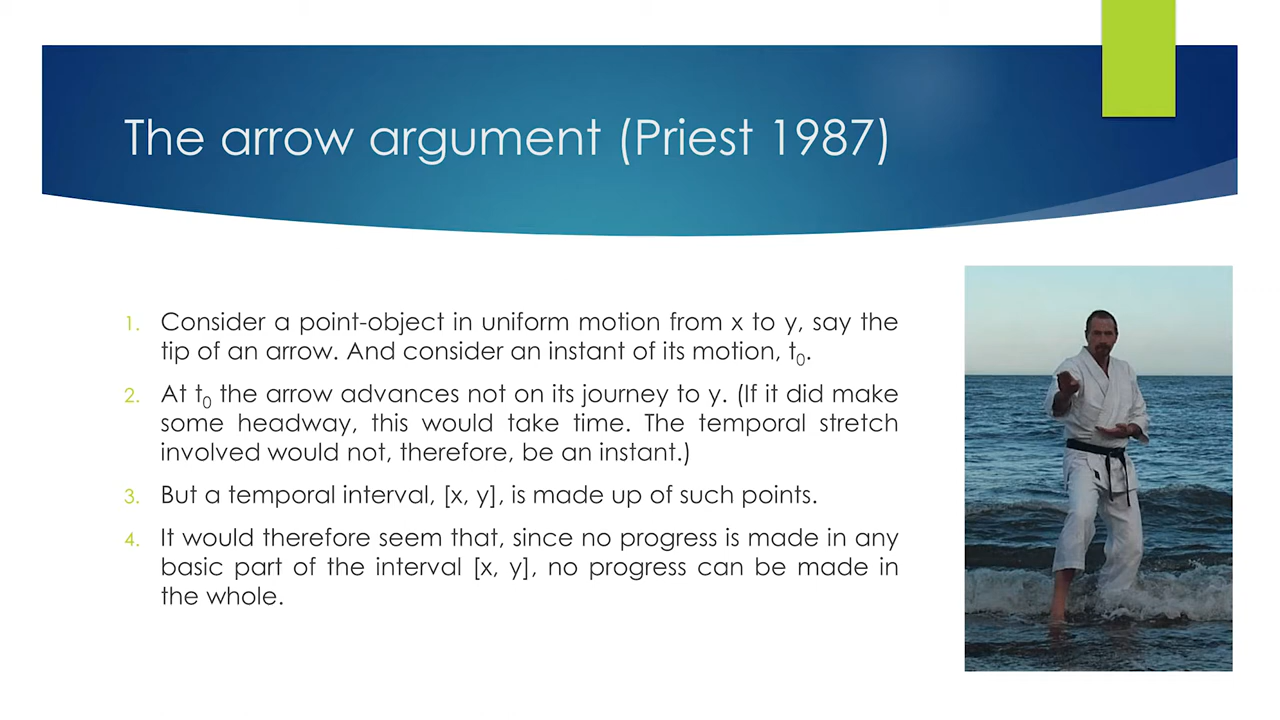 The arrow argument (Priest 1987)
1. Consider a point-object in uniform motion from x to y, say the
tip of an arrow. And consider an instant of its motion, t₀.
2. At t₀ the arrow advances not on its journey to y. (If it did make
some headway, this would take time. The temporal stretch
involved would not, therefore, be an instant.)
3. But a temporal interval, [x, y], is made up of such points.
4. It would therefore seem that, since no progress is made in any
basic part of the interval [x, y], no progress can be made in
the whole.